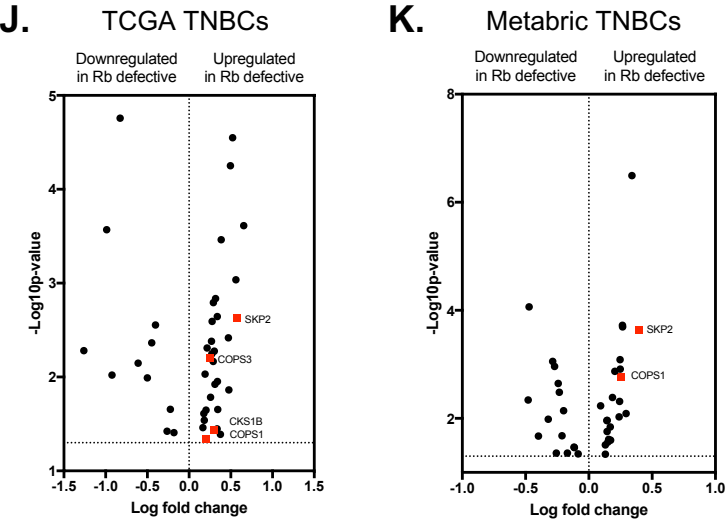 J.
TCGA TNBCs
Downregulated
in Rb defective
Upregulated
in Rb defective
5
4
3
2
1
-Log10p-value
SKP2
COPS3
CKS1B
COPS1
-1.5 -1.0 -0.5 0.0 0.5 1.0 1.5
Log fold change
K.
Metabric TNBCs
Downregulated
in Rb defective
Upregulated
in Rb defective
8
6
4
2
-Log10p-value
SKP2
COPS1
-1.0 -0.5 0.0 0.5 1.0
Log fold change